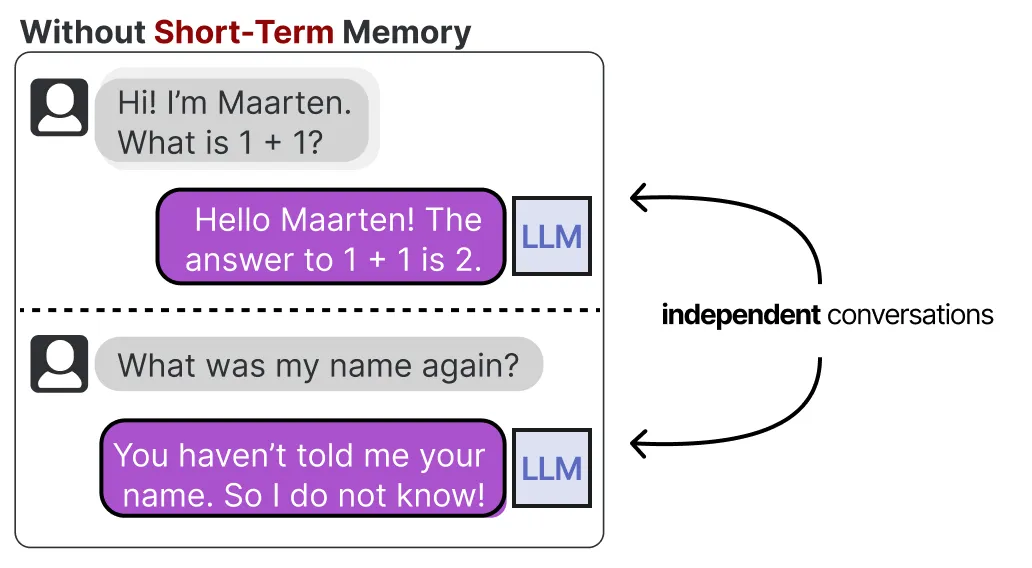 Without Short-Term Memory
Hi! I’m Maarten.
What is 1 + 1?
Hello Maarten! The
answer to 1 + 1 is 2.
LLM
independent conversations
What was my name again?
You haven’t told me your
name. So I do not know!
LLM